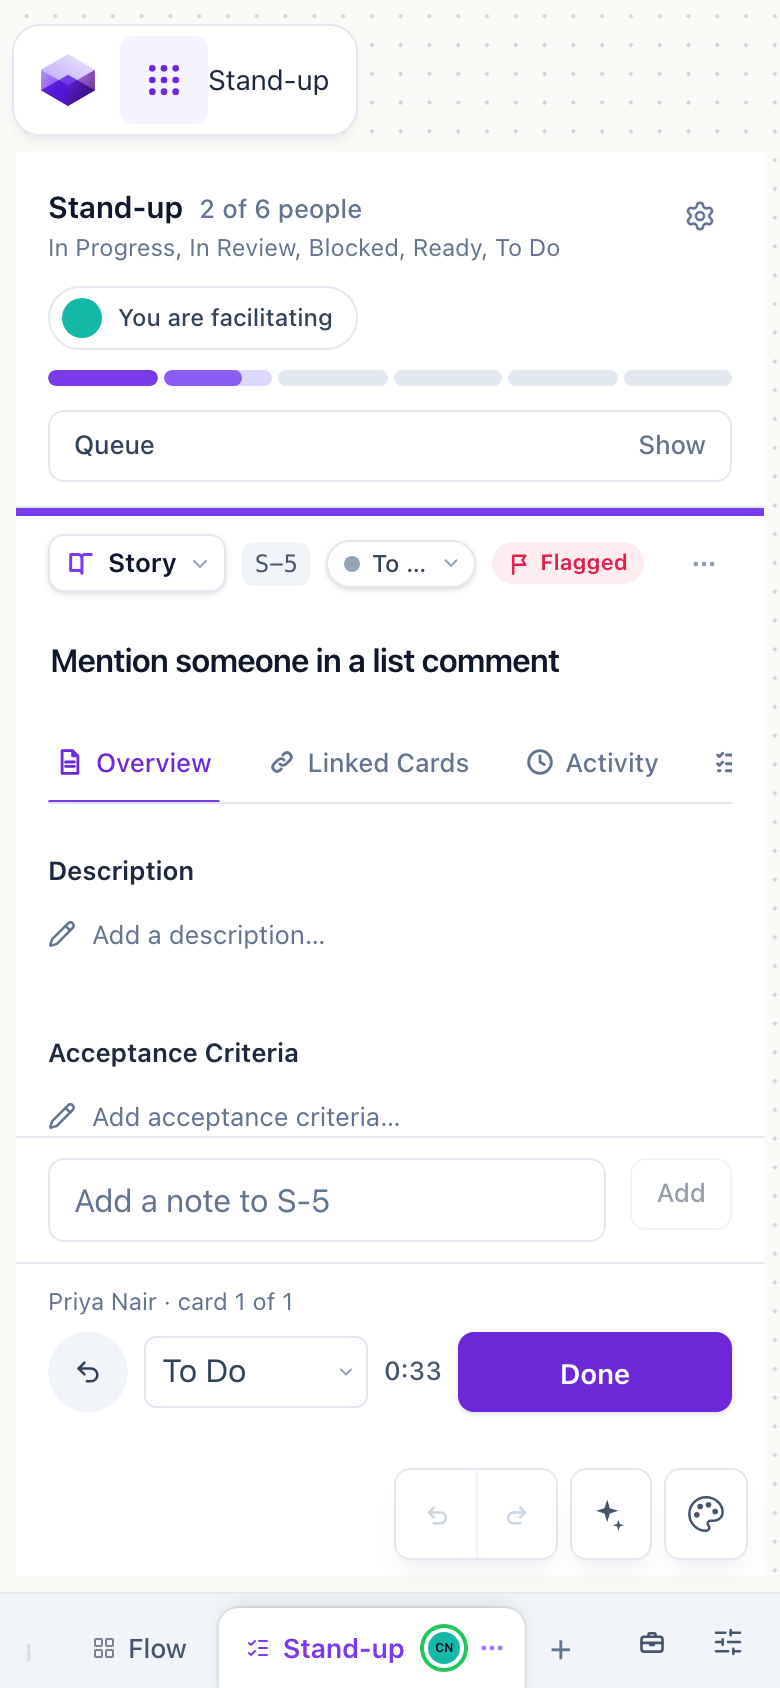 Stand-up
Stand-up 2 of 6 people
In Progress, In Review, Blocked, Ready, To Do
You are facilitating
Queue Show
Story S–5 To ... Flagged
Mention someone in a list comment
Overview Linked Cards Activity
Description
Add a description...
Acceptance Criteria
Add acceptance criteria...
Add a note to S-5 Add
Priya Nair · card 1 of 1
To Do 0:33 Done
Flow Stand-up CN